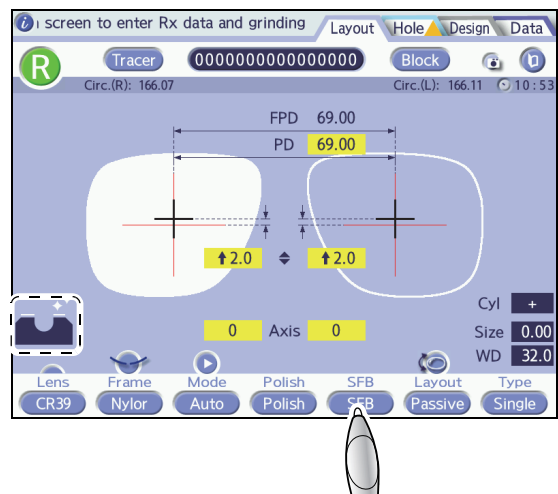 screen to enter Rx data and grinding Layout Hole Design Data
R Tracer 0000000000000000 Block
Circ.(R): 166.07 Circ.(L): 166.11 10:53
FPD 69.00
PD 69.00
2.0 2.0
Cyl +
0 Axis 0 Size 0.00
WD 32.0
Lens Frame Mode Polish SFB Layout Type
CR39 Nylor Auto Polish SFB Passive Single